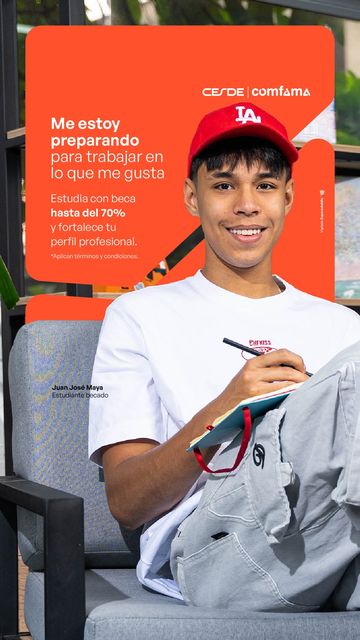 CESDE | comfama
LA
Me estoy
preparando
para trabajar en
lo que me gusta
Estudia con beca
hasta del 70%
y fortalece tu
perfil profesional.
*Aplican términos y condiciones.
Juan José Maya
Estudiante becado